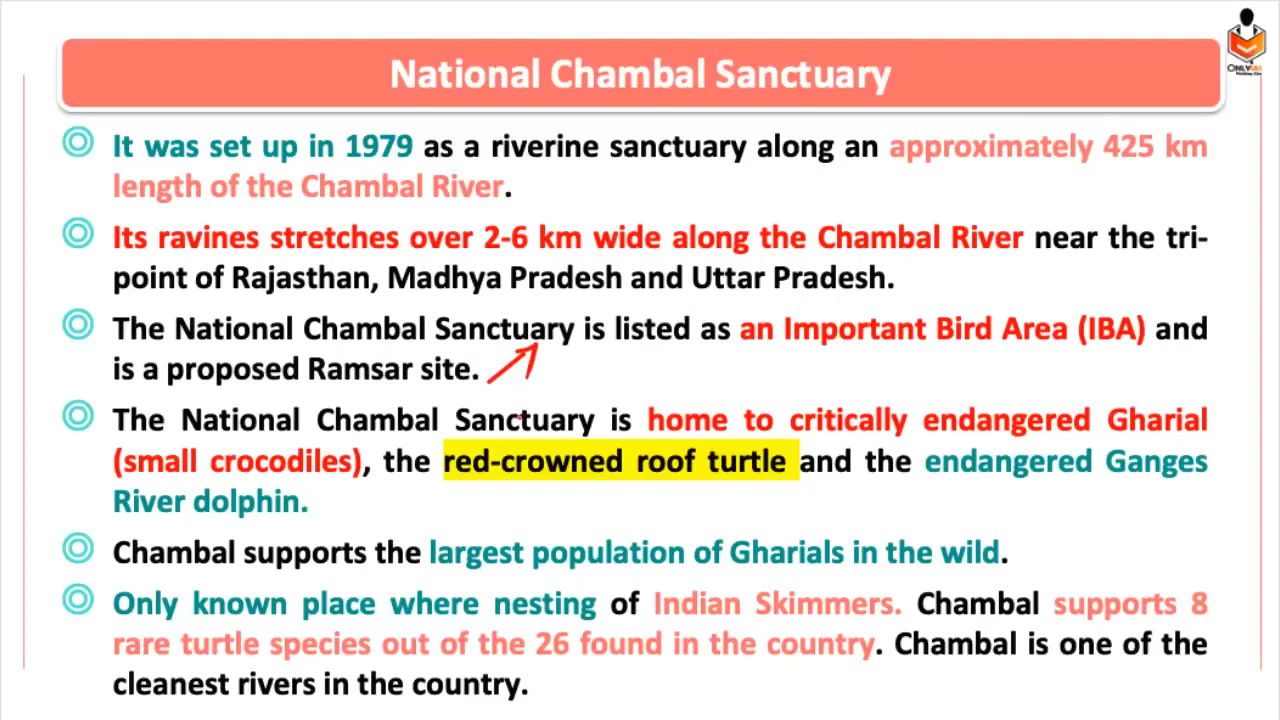 National Chambal Sanctuary
It was set up in 1979 as a riverine sanctuary along an approximately 425 km
length of the Chambal River.
Its ravines stretches over 2-6 km wide along the Chambal River near the tri-
point of Rajasthan, Madhya Pradesh and Uttar Pradesh.
The National Chambal Sanctuary is listed as an Important Bird Area (IBA) and
is a proposed Ramsar site.
The National Chambal Sanctuary is home to critically endangered Gharial
(small crocodiles), the red-crowned roof turtle and the endangered Ganges
River dolphin.
Chambal supports the largest population of Gharials in the wild.
Only known place where nesting of Indian Skimmers. Chambal supports 8
rare turtle species out of the 26 found in the country. Chambal is one of the
cleanest rivers in the country.